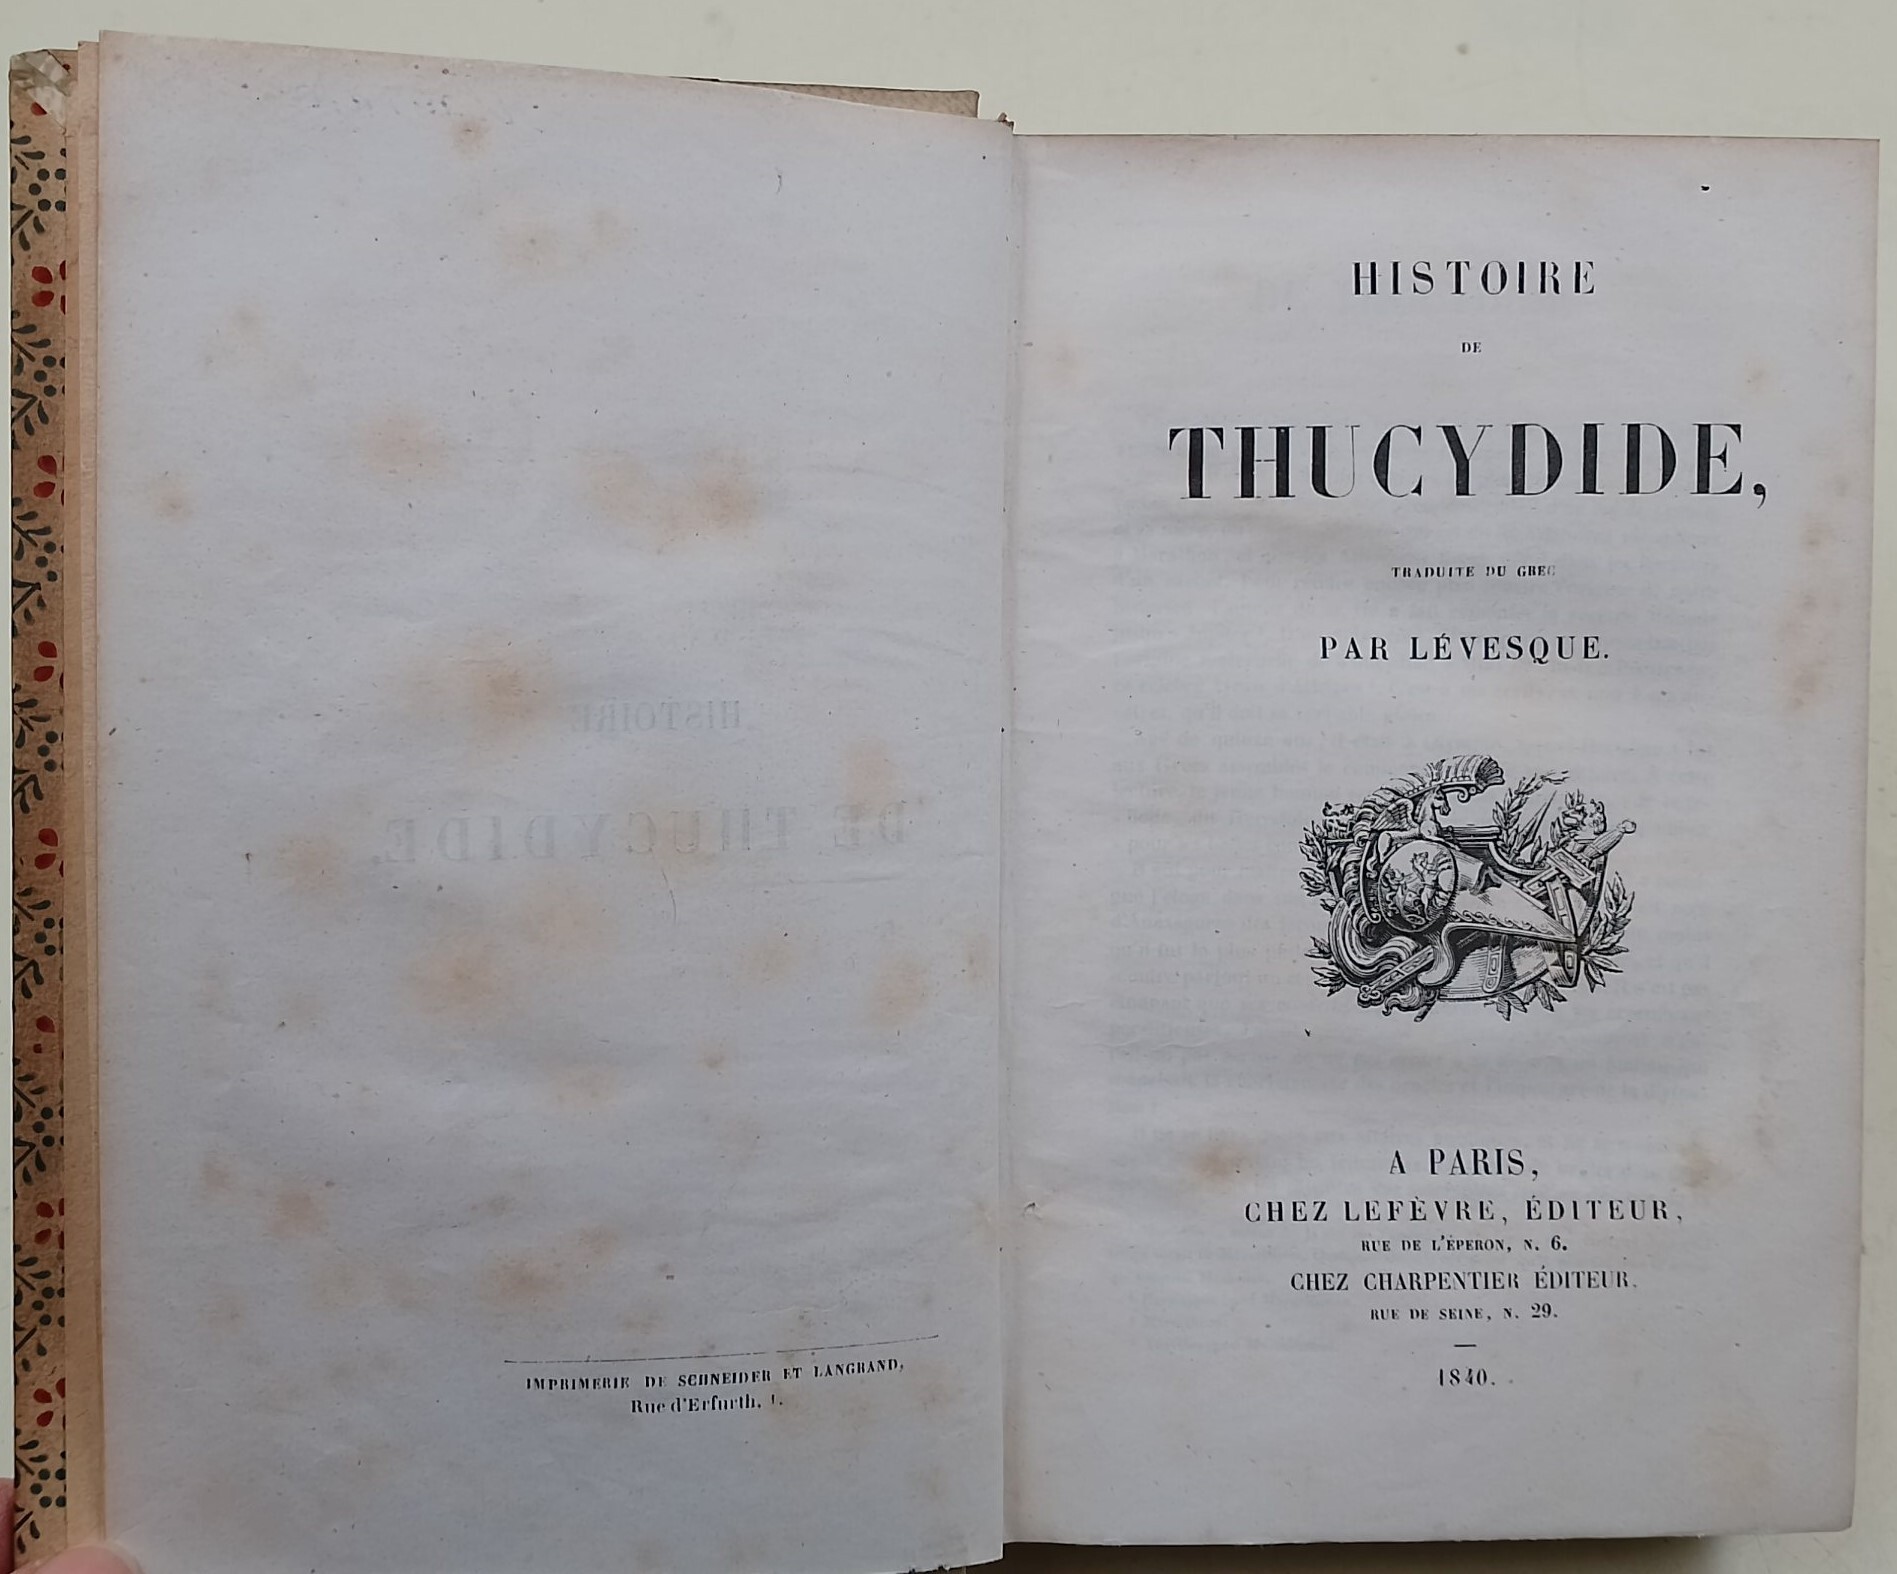 IMPRIMERIE DE SCHNEIDER ET LANGRAND,
Rue d'Erfurth, 1.
HISTOIRE
DE
THUCYDIDE,
TRADUITE DU GREC
PAR LÉVESQUE.
A PARIS,
CHEZ LEFÈVRE, ÉDITEUR,
RUE DE L'ÉPERON, N. 6.
CHEZ CHARPENTIER ÉDITEUR.
RUE DE SEINE, N. 29.
1840.